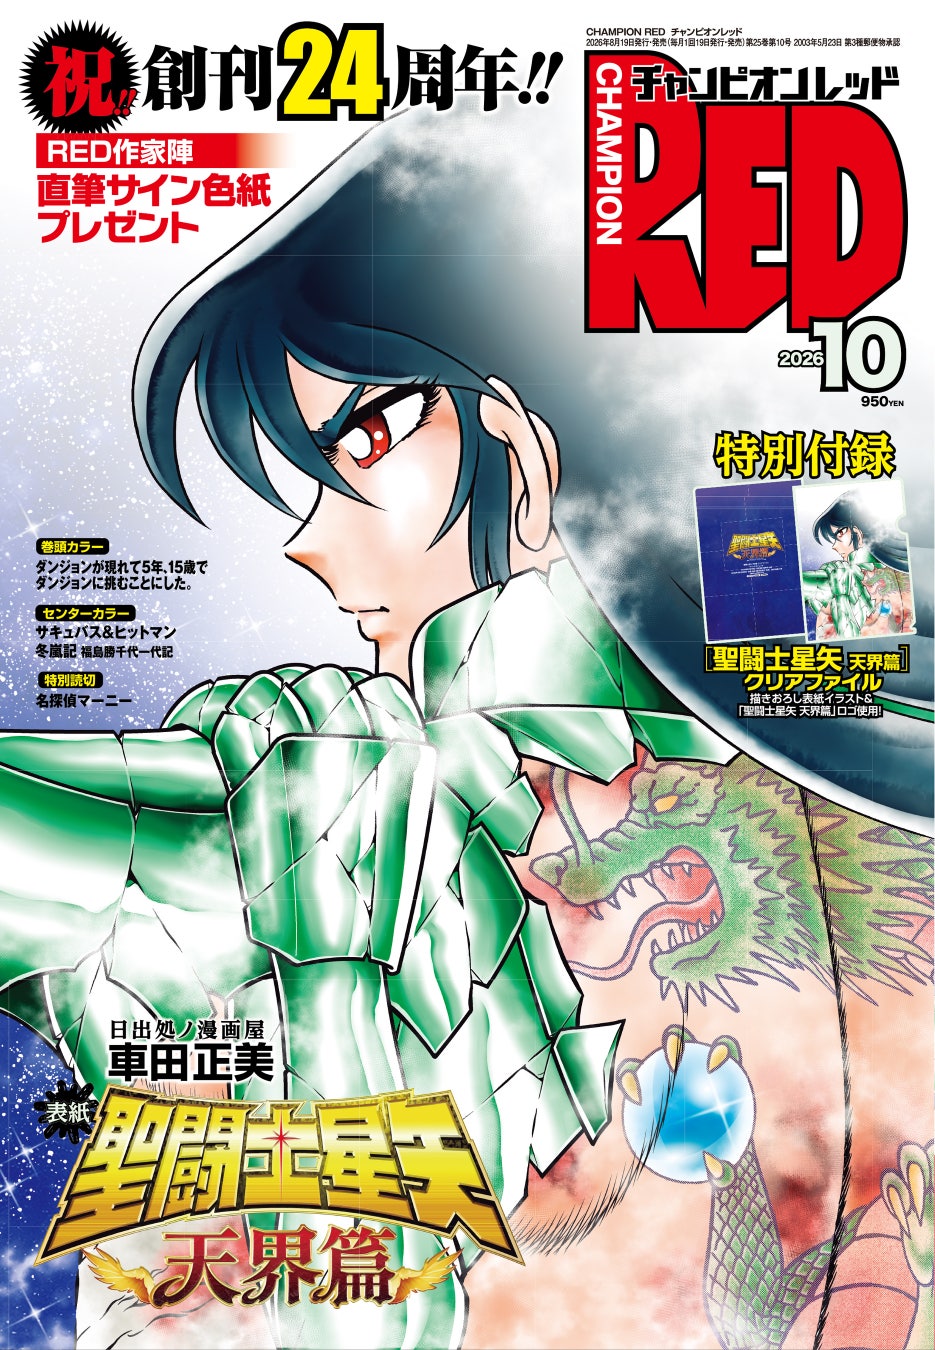 CHAMPION RED チャンピオンレッド
2026年8月19日発行・発売(毎月1回19日発行・発売)第25巻第10号 2003年5月23日 第3種郵便物承認
祝!! 創刊24周年!!
RED作家陣
直筆サイン色紙
プレゼント
チャンピオンレッド
CHAMPION
RED
2026 10
950YEN
特別付録
聖闘士星矢
天界篇
[聖闘士星矢 天界篇]
クリアファイル
描きおろし表紙イラスト&
「聖闘士星矢 天界篇」ロゴ使用!
巻頭カラー
ダンジョンが現れて5年、15歳で
ダンジョンに挑むことにした。
センターカラー
サキュバス&ヒットマン
冬嵐記 福島勝千代一代記
特別読切
名探偵マーニー
日出処ノ漫画屋
車田正美
表紙
聖闘士星矢
天界篇